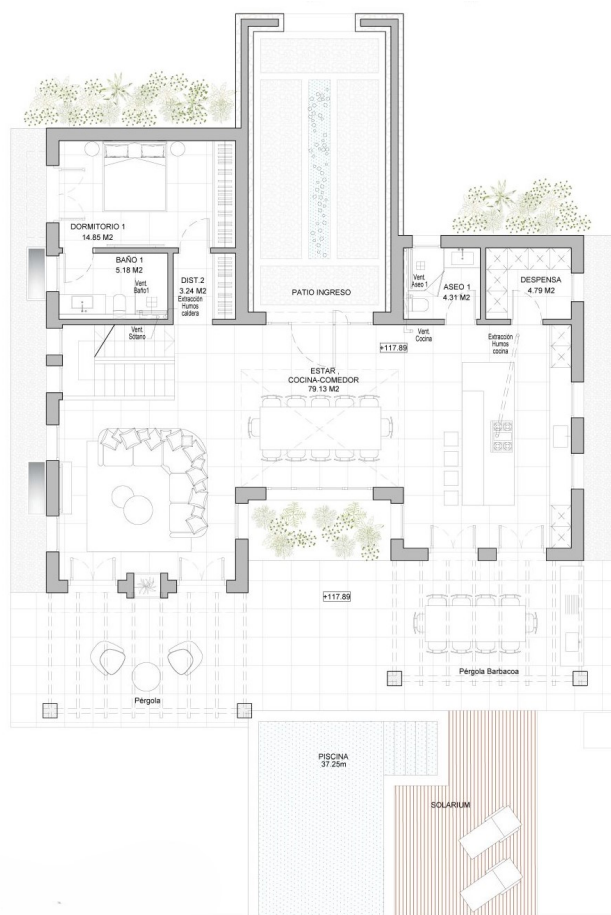 DORMITORIO 1
14.85 M2
BAÑO 1
5.18 M2
Vent.
Baño1
DIST.2
3.24 M2
Extracción
Humos
caldera
Vent.
Sótano
PATIO INGRESO
Vent.
Aseo 1
ASEO 1
4.31 M2
DESPENSA
4.79 M2
Vent.
Cocina
Extracción
Humos
cocina
+117.89
ESTAR ,
COCINA-COMEDOR
79.13 M2
+117.89
Pérgola
Pérgola Barbacoa
PISCINA
37.25m
SOLARIUM